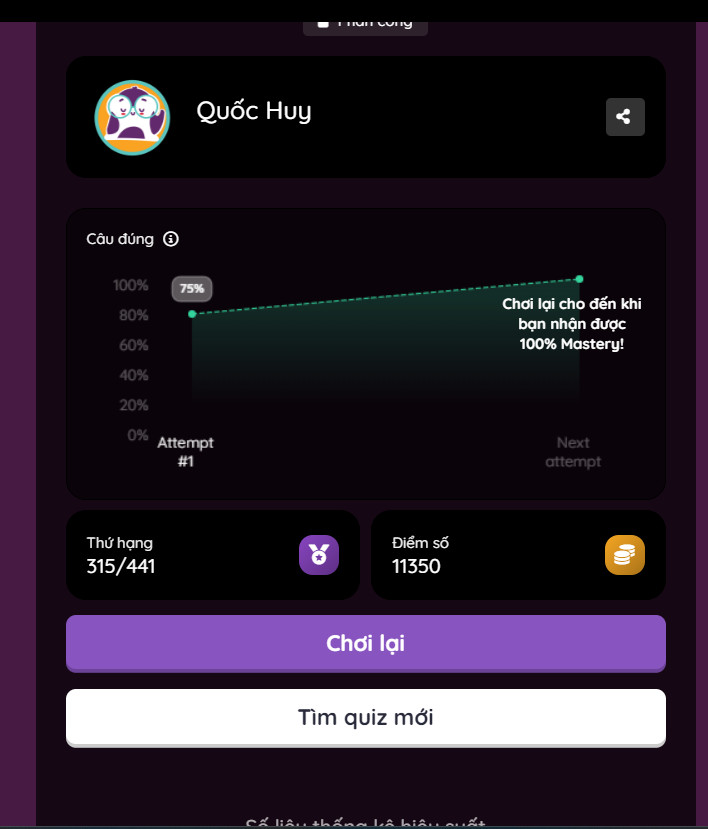 Phân công
Quốc Huy
Câu đúng
100%
75%
80%
60%
40%
20%
0%
Chơi lại cho đến khi
bạn nhận được
100% Mastery!
Attempt
#1
Next
attempt
Thứ hạng
315/441
Điểm số
11350
Chơi lại
Tìm quiz mới
Số liệu thống kê hiệu suất